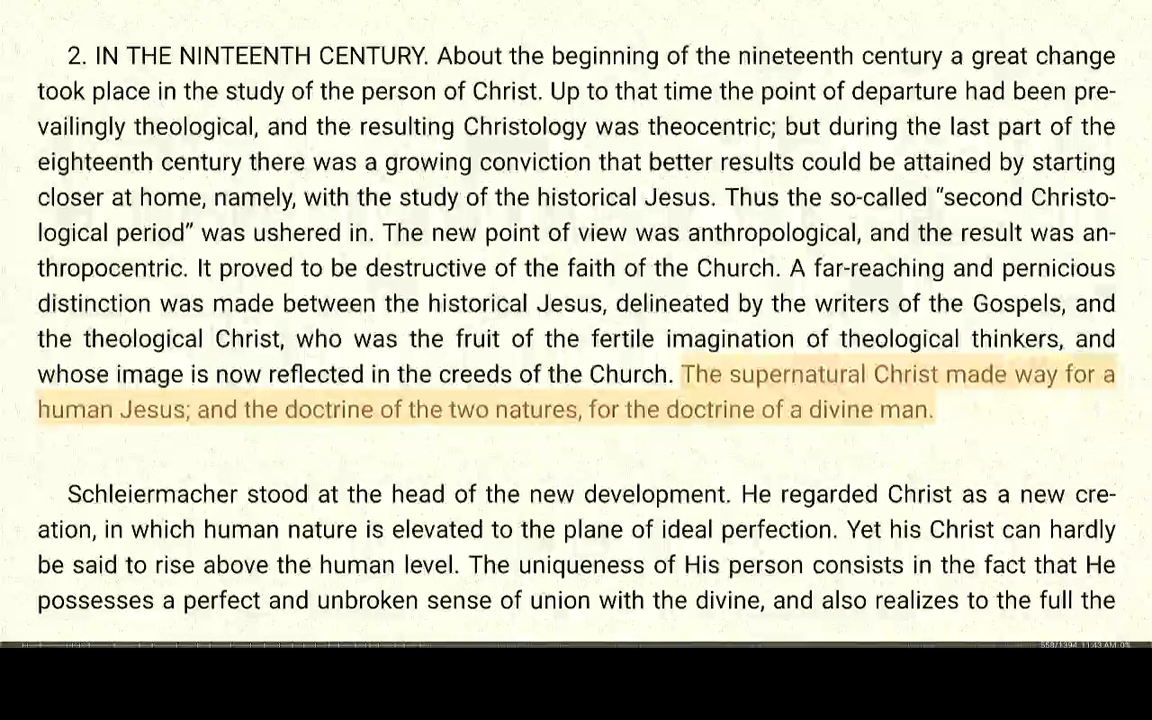 2. IN THE NINTEENTH CENTURY. About the beginning of the nineteenth century a great change
took place in the study of the person of Christ. Up to that time the point of departure had been pre-
vailingly theological, and the resulting Christology was theocentric; but during the last part of the
eighteenth century there was a growing conviction that better results could be attained by starting
closer at home, namely, with the study of the historical Jesus. Thus the so-called “second Christo-
logical period” was ushered in. The new point of view was anthropological, and the result was an-
thropocentric. It proved to be destructive of the faith of the Church. A far-reaching and pernicious
distinction was made between the historical Jesus, delineated by the writers of the Gospels, and
the theological Christ, who was the fruit of the fertile imagination of theological thinkers, and
whose image is now reflected in the creeds of the Church. The supernatural Christ made way for a
human Jesus; and the doctrine of the two natures, for the doctrine of a divine man.
Schleiermacher stood at the head of the new development. He regarded Christ as a new cre-
ation, in which human nature is elevated to the plane of ideal perfection. Yet his Christ can hardly
be said to rise above the human level. The uniqueness of His person consists in the fact that He
possesses a perfect and unbroken sense of union with the divine, and also realizes to the full the
558/1394, 11:43 AM, 0%